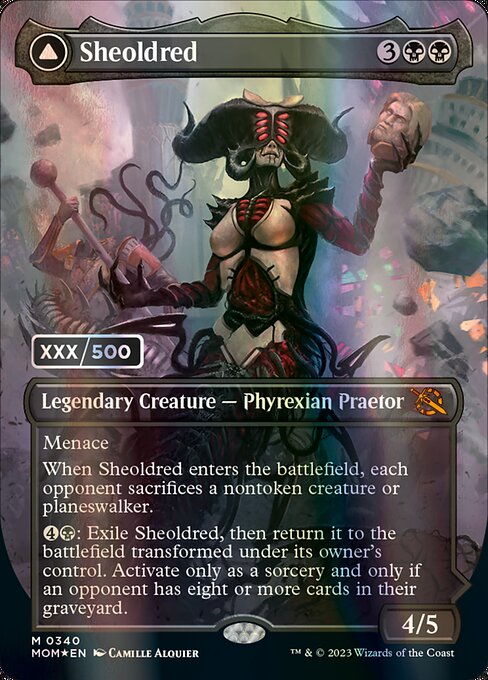 Sheoldred 3
XXX/500
Legendary Creature — Phyrexian Praetor
Menace
When Sheoldred enters the battlefield, each
opponent sacrifices a nontoken creature or
planeswalker.
4: Exile Sheoldred, then return it to the
battlefield transformed under its owner's
control. Activate only as a sorcery and only if
an opponent has eight or more cards in their
graveyard.
4/5
M 0340
MOM★EN Camille Alquier
™ & © 2023 Wizards of the Coast